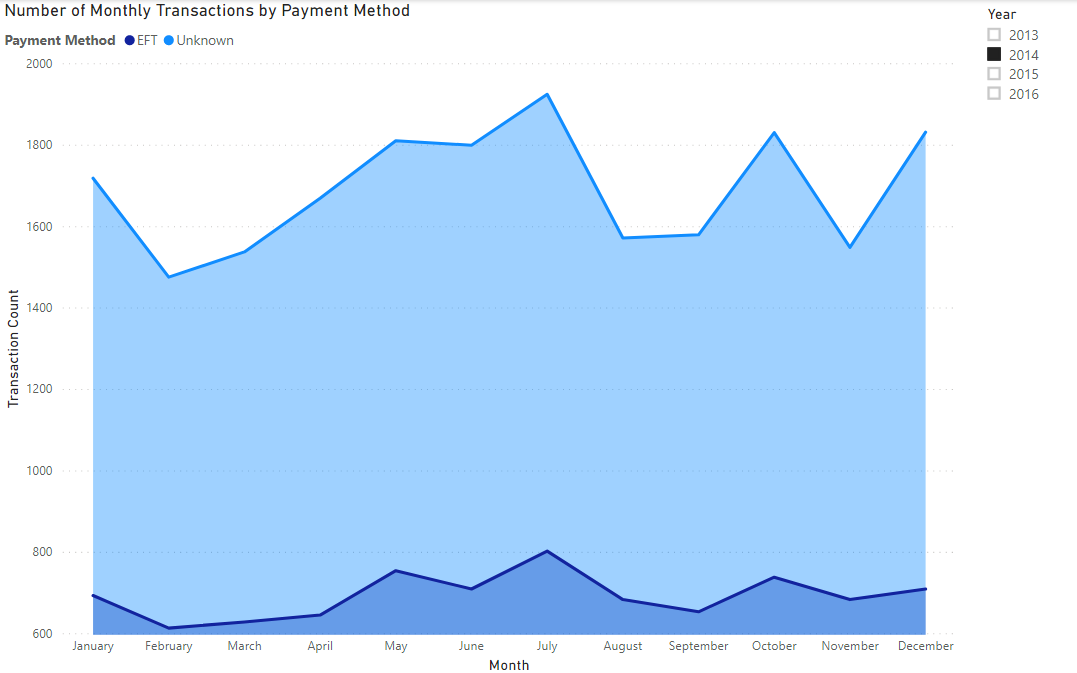 Number of Monthly Transactions by Payment Method
Payment Method EFT Unknown
2000
1800
1600
1400
1200
1000
800
600
Transaction Count
January February March April May June July August September October November December
Month
Year
2013
2014
2015
2016